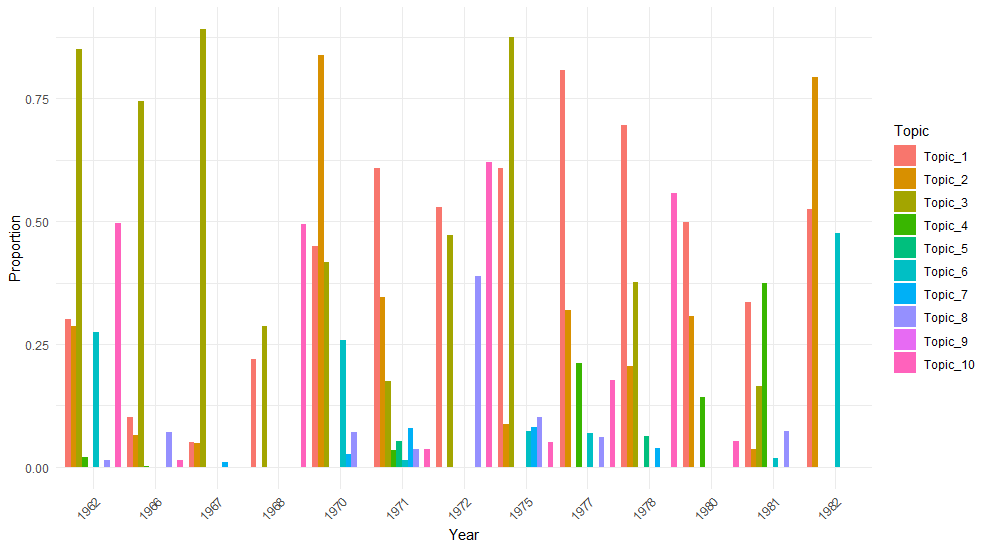 Proportion
0.75
0.50
0.25
0.00
1962
1966
1967
1968
1970
1971
1972
1975
1977
1978
1980
1981
1982
Year
Topic
Topic_1
Topic_2
Topic_3
Topic_4
Topic_5
Topic_6
Topic_7
Topic_8
Topic_9
Topic_10